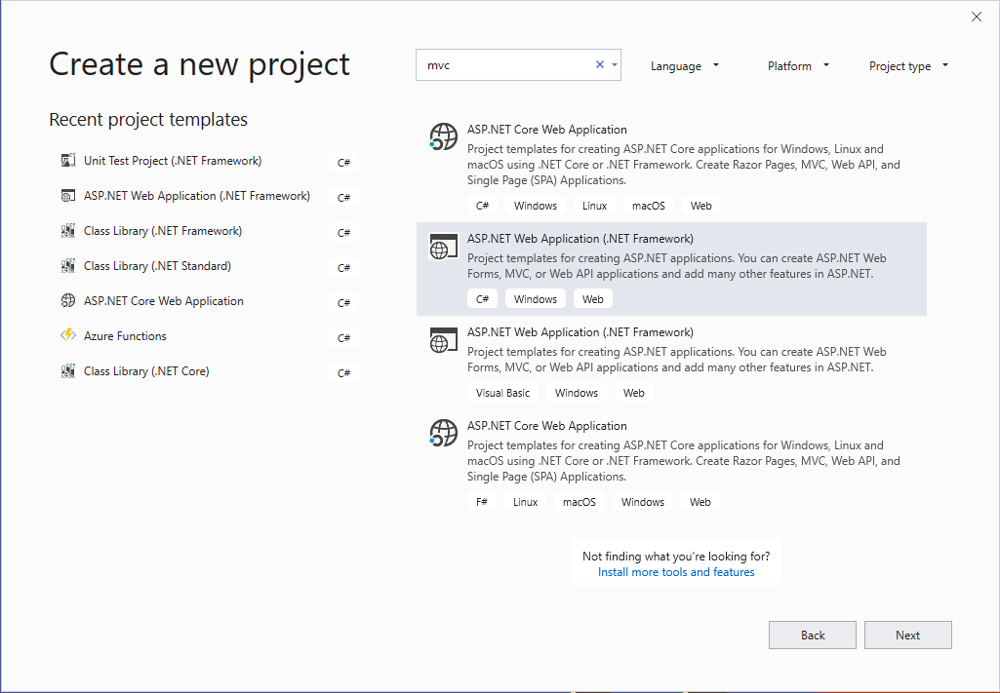 Create a new project
mvc
Language
Platform
Project type
Recent project templates
Unit Test Project (.NET Framework) C#
ASP.NET Web Application (.NET Framework) C#
Class Library (.NET Framework) C#
Class Library (.NET Standard) C#
ASP.NET Core Web Application C#
Azure Functions C#
Class Library (.NET Core) C#
ASP.NET Core Web Application
Project templates for creating ASP.NET Core applications for Windows, Linux and
macOS using .NET Core or .NET Framework. Create Razor Pages, MVC, Web API, and
Single Page (SPA) Applications.
C# Windows Linux macOS Web
ASP.NET Web Application (.NET Framework)
Project templates for creating ASP.NET applications. You can create ASP.NET Web
Forms, MVC, or Web API applications and add many other features in ASP.NET.
C# Windows Web
ASP.NET Web Application (.NET Framework)
Project templates for creating ASP.NET applications. You can create ASP.NET Web
Forms, MVC, or Web API applications and add many other features in ASP.NET.
Visual Basic Windows Web
ASP.NET Core Web Application
Project templates for creating ASP.NET Core applications for Windows, Linux and
macOS using .NET Core or .NET Framework. Create Razor Pages, MVC, Web API, and
Single Page (SPA) Applications.
F# Linux macOS Windows Web
Not finding what you're looking for?
Install more tools and features
Back
Next